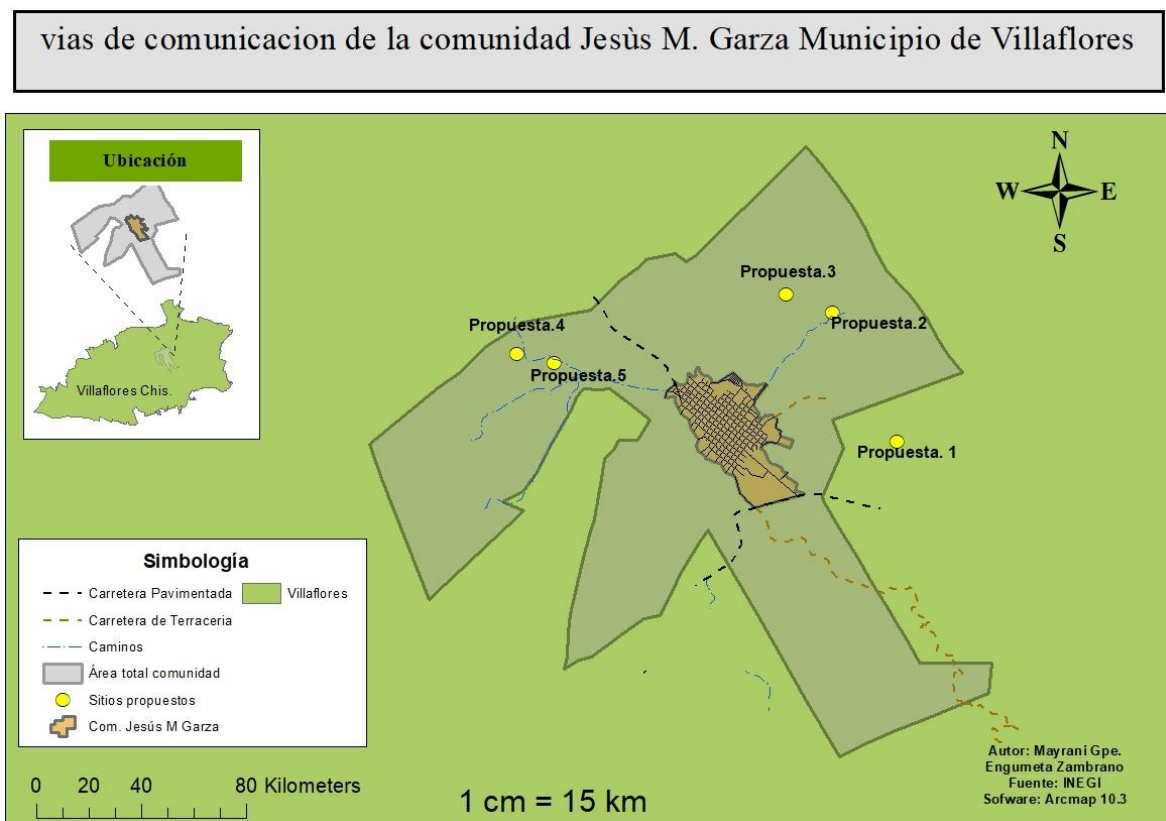 vias de comunicacion de la comunidad Jesùs M. Garza Municipio de Villaflores
Ubicación
Villaflores Chis.
N
W
E
S
Propuesta.3
Propuesta.2
Propuesta.4
Propuesta.5
Propuesta. 1
Simbología
Carretera Pavimentada
Villaflores
Carretera de Terraceria
Caminos
Área total comunidad
Sitios propuestos
Com. Jesús M Garza
0 20 40 80 Kilometers
1 cm = 15 km
Autor: Mayrani Gpe.
Engumeta Zambrano
Fuente: INEGI
Sofware: Arcmap 10.3